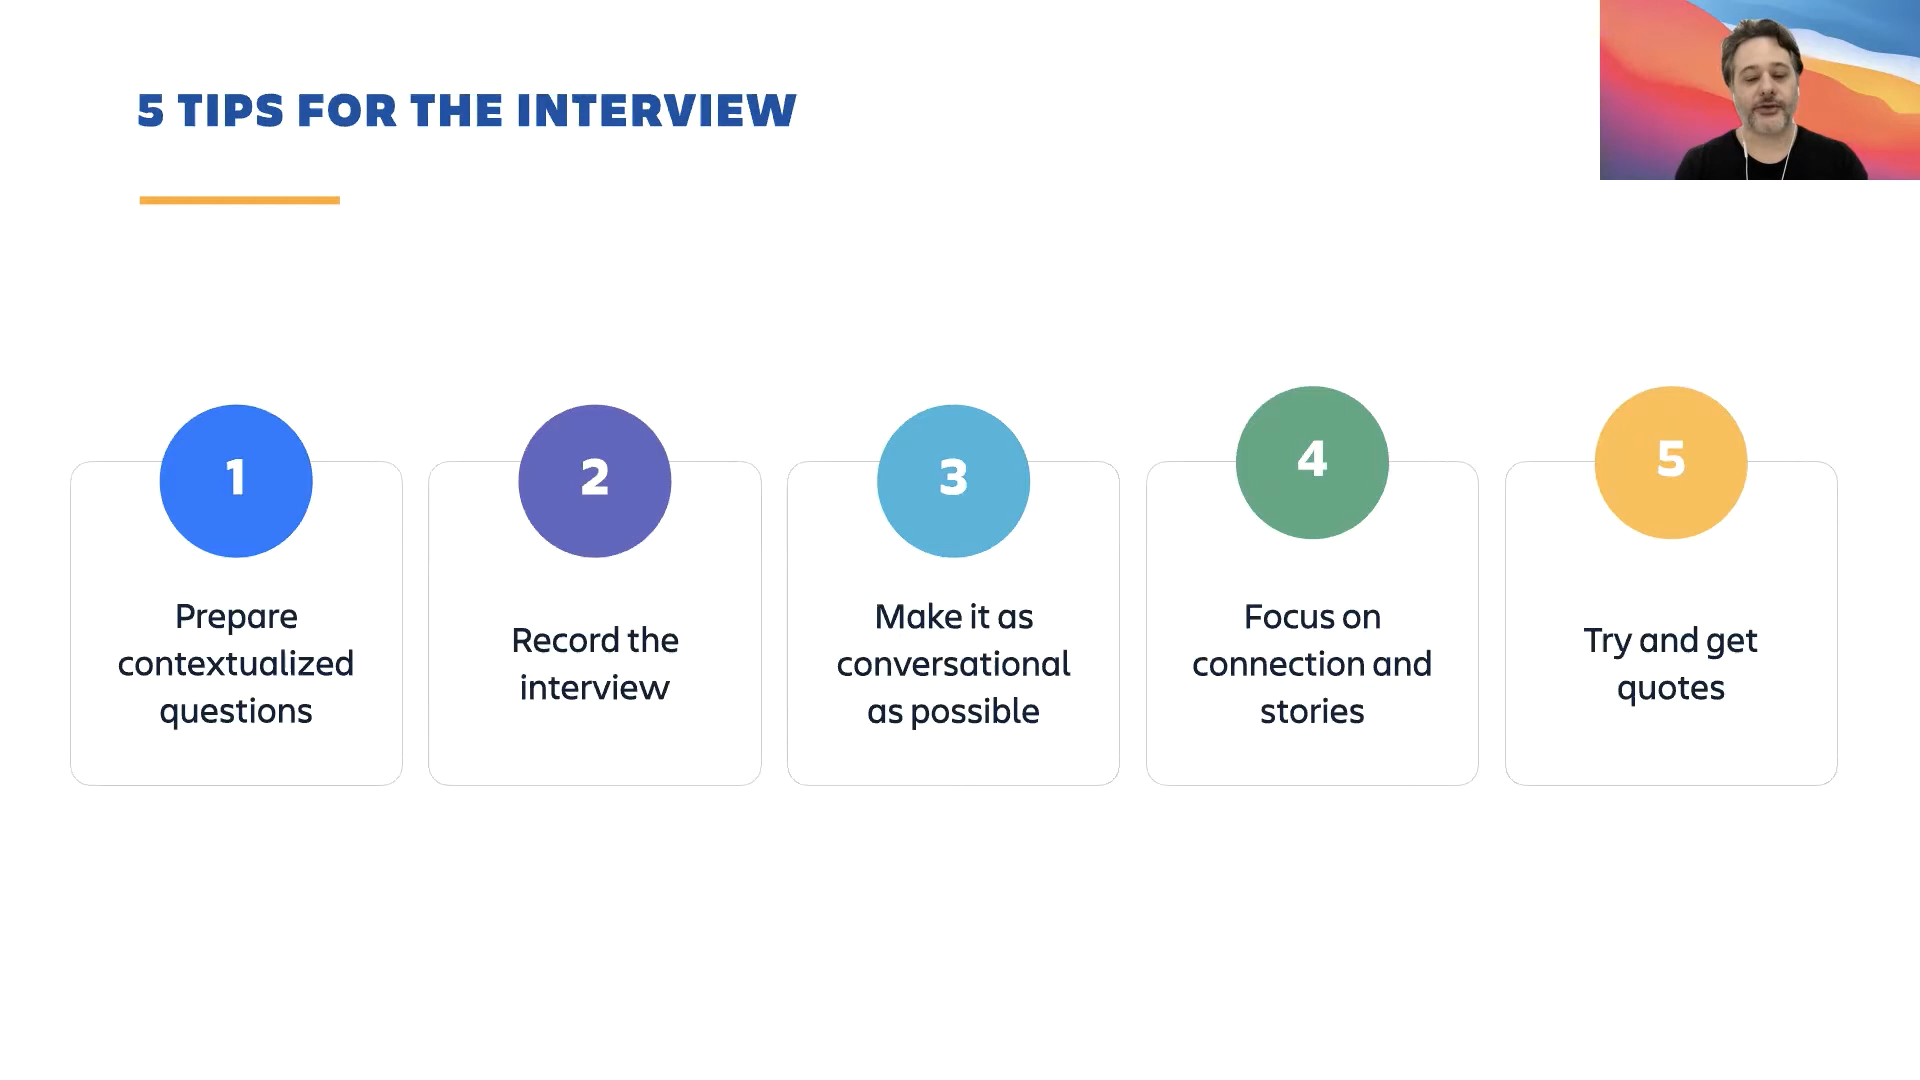 5 TIPS FOR THE INTERVIEW
1
Prepare
contextualized
questions
2
Record the
interview
3
Make it as
conversational
as possible
4
Focus on
connection and
stories
5
Try and get
quotes